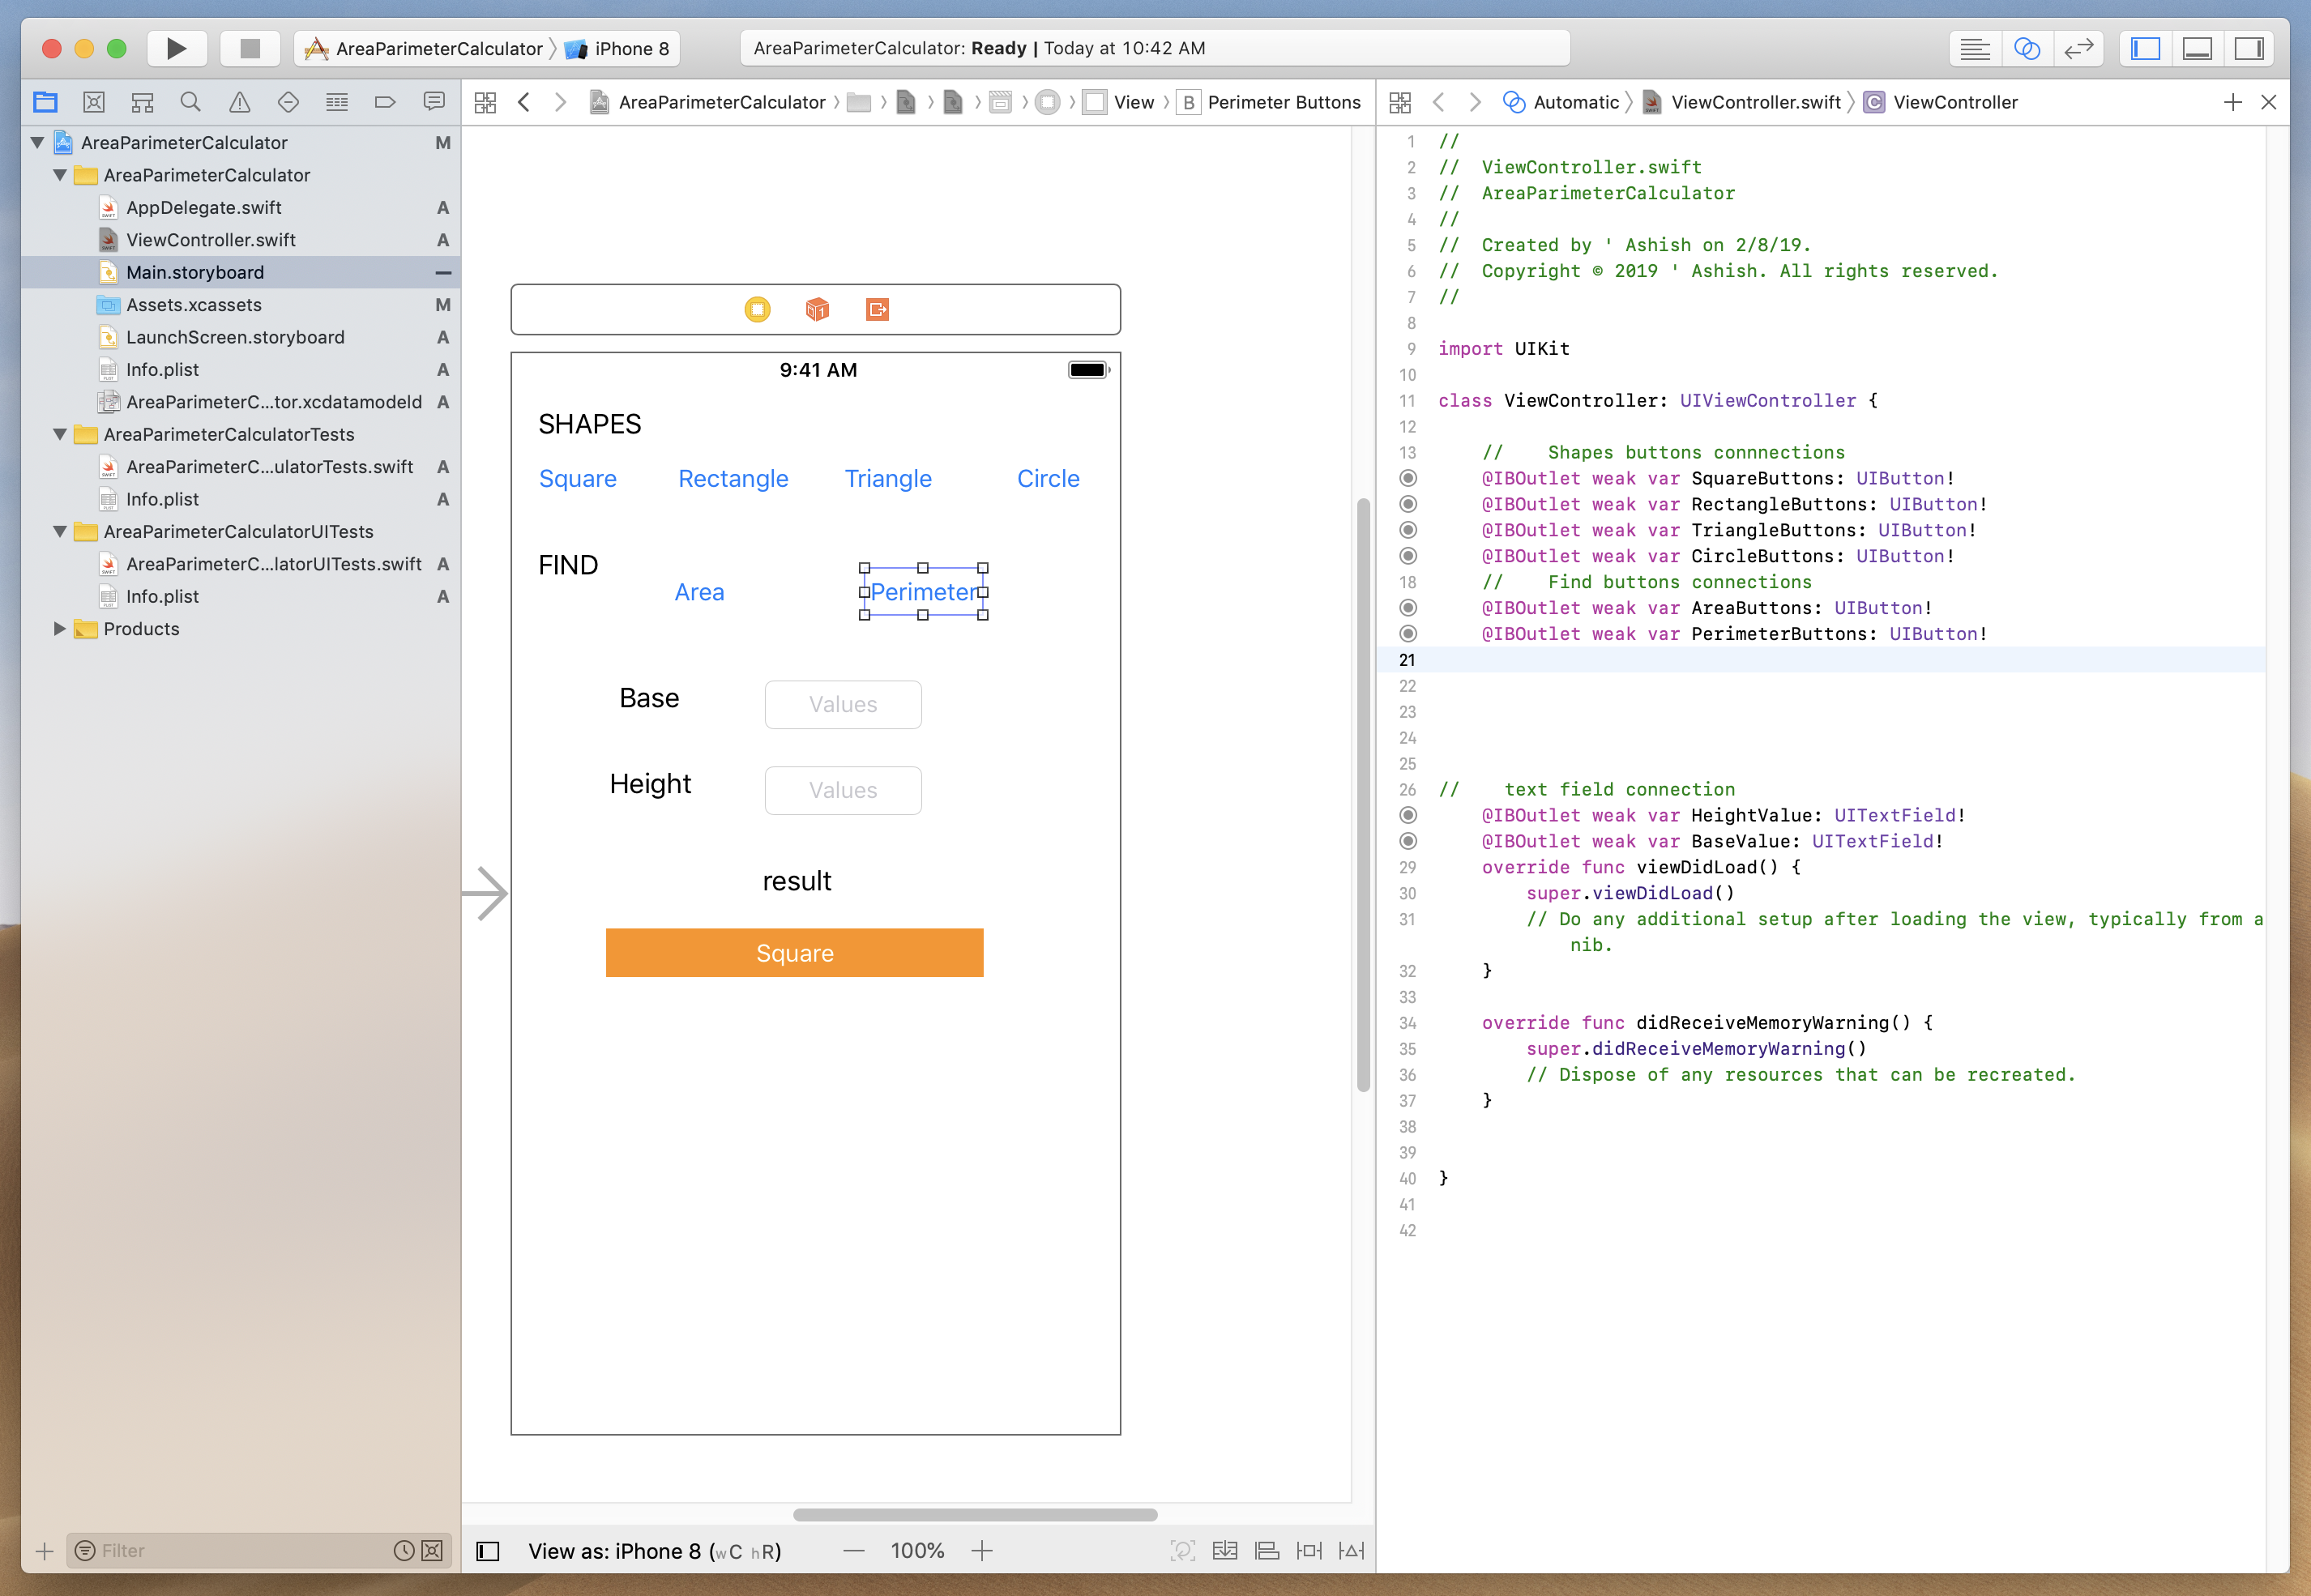 AreaParimeterCalculator iPhone 8
AreaParimeterCalculator: Ready | Today at 10:42 AM
AreaParimeterCalculator M
AreaParimeterCalculator
AppDelegate.swift A
ViewController.swift A
Main.storyboard
Assets.xcassets M
LaunchScreen.storyboard A
Info.plist A
AreaParimeterC...tor.xcdatamodeld A
AreaParimeterCalculatorTests
AreaParimeterC...ulatorTests.swift A
Info.plist A
AreaParimeterCalculatorUITests
AreaParimeterC...latorUITests.swift A
Info.plist A
Products
Filter
AreaParimeterCalculator View B Perimeter Buttons
9:41 AM
SHAPES
Square Rectangle Triangle Circle
FIND
Area Perimeter
Base Values
Height Values
result
Square
View as: iPhone 8 (wC hR) 100%
Automatic ViewController.swift C ViewController
1 //
2 // ViewController.swift
3 // AreaParimeterCalculator
4 //
5 // Created by ' Ashish on 2/8/19.
6 // Copyright © 2019 ' Ashish. All rights reserved.
7 //
8
9 import UIKit
10
11 class ViewController: UIViewController {
12
13 // Shapes buttons connnections
@IBOutlet weak var SquareButtons: UIButton!
@IBOutlet weak var RectangleButtons: UIButton!
@IBOutlet weak var TriangleButtons: UIButton!
@IBOutlet weak var CircleButtons: UIButton!
18 // Find buttons connections
@IBOutlet weak var AreaButtons: UIButton!
@IBOutlet weak var PerimeterButtons: UIButton!
21
22
23
24
25
26 // text field connection
@IBOutlet weak var HeightValue: UITextField!
@IBOutlet weak var BaseValue: UITextField!
29 override func viewDidLoad() {
30 super.viewDidLoad()
31 // Do any additional setup after loading the view, typically from a
nib.
32 }
33
34 override func didReceiveMemoryWarning() {
35 super.didReceiveMemoryWarning()
36 // Dispose of any resources that can be recreated.
37 }
38
39
40 }
41
42